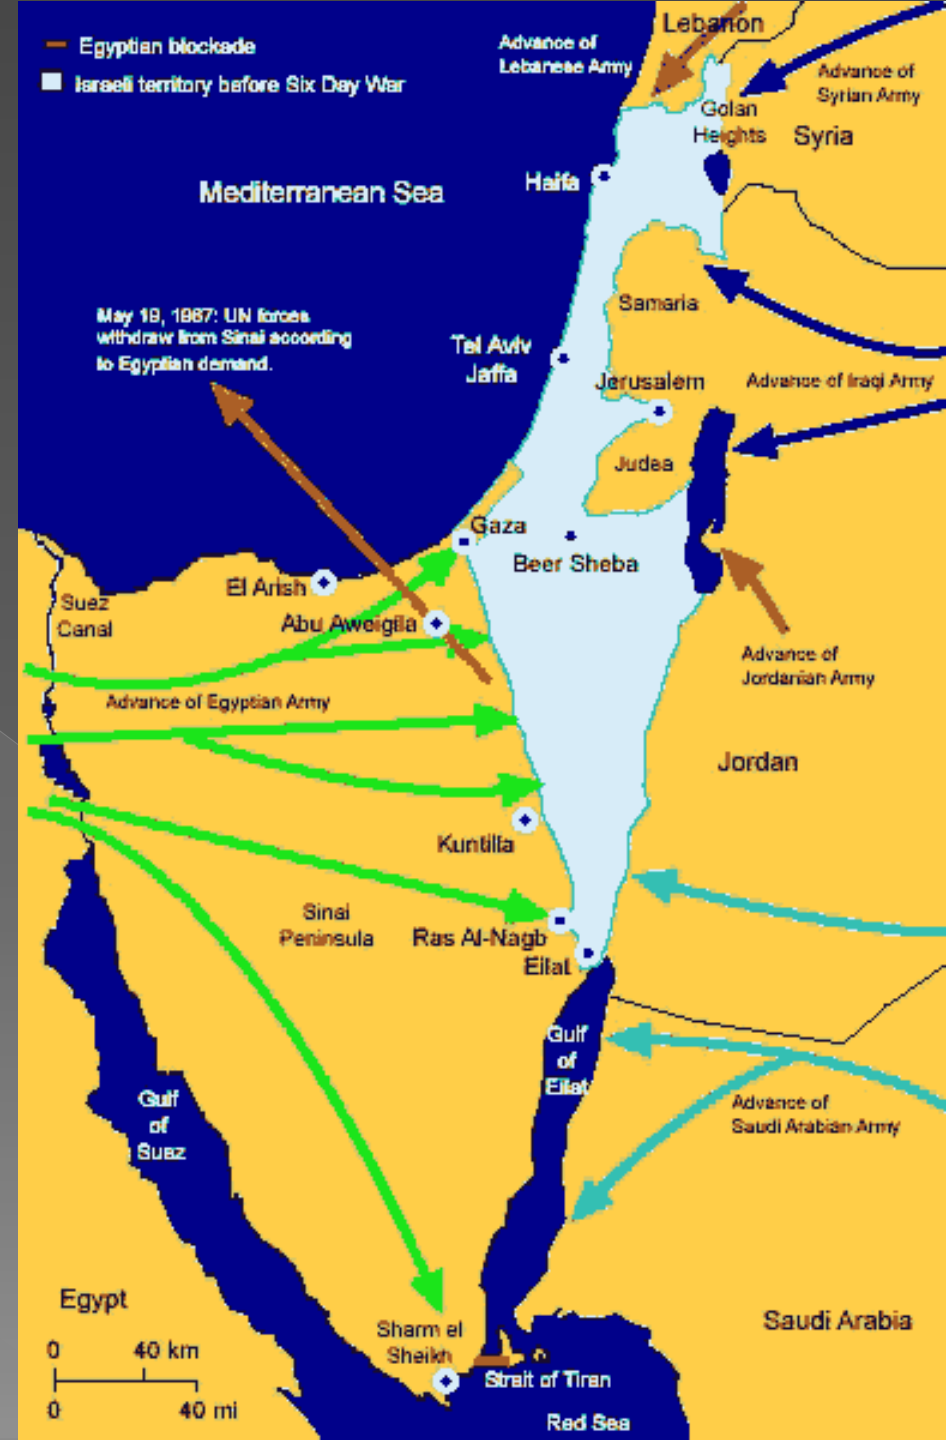 Egyptian blockade
Israeli territory before Six Day War
Advance of
Lebanese Army
Lebanon
Advance of
Syrian Army
Golan
Heights
Syria
Haifa
Mediterranean Sea
Samaria
May 19, 1967: UN forces
withdraw from Sinai according
to Egyptian demand.
Tel Aviv
Jaffa
Jerusalem
Advance of Iraqi Army
Judea
Gaza
Beer Sheba
El Arish
Suez
Canal
Abu Aweigila
Advance of
Jordanian Army
Advance of Egyptian Army
Jordan
Kuntilla
Sinai
Peninsula
Ras Al-Nagb
Eilat
Gulf
of
Eilat
Gulf
of
Suez
Advance of
Saudi Arabian Army
Egypt
Sharm el
Sheikh
Saudi Arabia
0 40 km
0 40 mi
Strait of Tiran
Red Sea